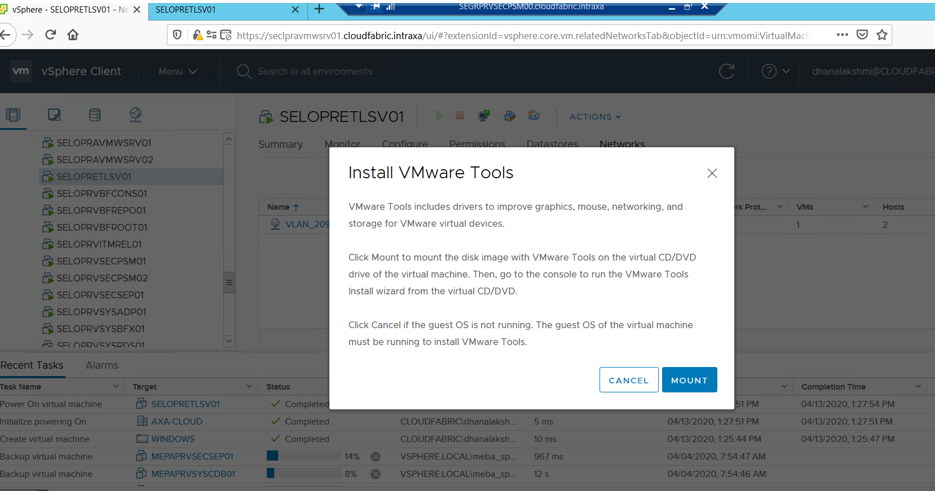 vSphere - SELOPRETLSV01 - Ne
SELOPRETLSV01
SEGRPRVSECPSM00.cloudfabric.intraxa
https://seclpravmwsrv01.cloudfabric.intraxa/ui/#?extensionId=vsphere.core.vm.relatedNetworksTab&objectId=urn:vmomi:VirtualMach
vm vSphere Client Menu Search in all environments dhanalakshmi@CLOUDFABR
SELOPRAVMWSRV01
SELOPRAVMWSRV02
SELOPRETLSV01
SELOPRVBFCONS01
SELOPRVBFREPO01
SELOPRVBFROOT01
SELOPRVITMREL01
SELOPRVSECPSM01
SELOPRVSECPSM02
SELOPRVSECSEP01
SELOPRVSYSADP01
SELOPRVSYSBFX01
SELOPRVSYSRDS01
SELOPRETLSV01 ACTIONS
Summary Monitor Configure Permissions Datastores Networks
Name rk Prot... VMs Hosts
VLAN_209 1 2
Install VMware Tools
VMware Tools includes drivers to improve graphics, mouse, networking, and
storage for VMware virtual devices.
Click Mount to mount the disk image with VMware Tools on the virtual CD/DVD
drive of the virtual machine. Then, go to the console to run the VMware Tools
Install wizard from the virtual CD/DVD.
Click Cancel if the guest OS is not running. The guest OS of the virtual machine
must be running to install VMware Tools.
CANCEL MOUNT
Recent Tasks Alarms
Task Name Target Status Completion Time
Power On virtual machine SELOPRETLSV01 Completed 51 PM 04/13/2020, 1:27:54 PM
Initialize powering On AXA-CLOUD Completed CLOUDFABRIC\dhanalaksh... 5 ms 04/13/2020, 1:27:51 PM 04/13/2020, 1:27:51 PM
Create virtual machine WINDOWS Completed CLOUDFABRIC\dhanalaksh... 10 ms 04/13/2020, 1:25:44 PM 04/13/2020, 1:25:47 PM
Backup virtual machine MEPAPRVSECSEP01 14% VSPHERE.LOCAL\meba_sp... 967 ms 04/04/2020, 7:54:47 AM
Backup virtual machine MEPAPRVSYSCDB01 8% VSPHERE.LOCAL\meba_sp... 12 s 04/04/2020, 7:54:46 AM